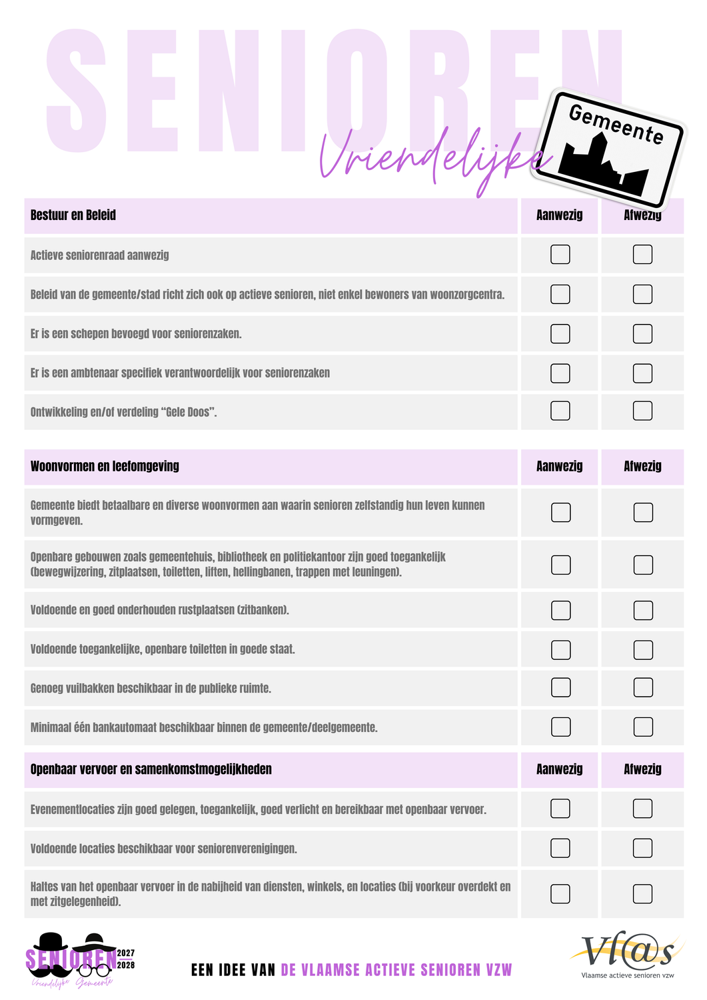 SENIOREN
Vriendelijke
Gemeente
Bestuur en Beleid Aanwezig Afwezig
Actieve seniorenraad aanwezig
Beleid van de gemeente/stad richt zich ook op actieve senioren, niet enkel bewoners van woonzorgcentra.
Er is een schepen bevoegd voor seniorenzaken.
Er is een ambtenaar specifiek verantwoordelijk voor seniorenzaken
Ontwikkeling en/of verdeling “Gele Doos”.
Woonvormen en leefomgeving Aanwezig Afwezig
Gemeente biedt betaalbare en diverse woonvormen aan waarin senioren zelfstandig hun leven kunnen
vormgeven.
Openbare gebouwen zoals gemeentehuis, bibliotheek en politiekantoor zijn goed toegankelijk
(bewegwijzering, zitplaatsen, toiletten, liften, hellingbanen, trappen met leuningen).
Voldoende en goed onderhouden rustplaatsen (zitbanken).
Voldoende toegankelijke, openbare toiletten in goede staat.
Genoeg vuilbakken beschikbaar in de publieke ruimte.
Minimaal één bankautomaat beschikbaar binnen de gemeente/deelgemeente.
Openbaar vervoer en samenkomstmogelijkheden Aanwezig Afwezig
Evenementlocaties zijn goed gelegen, toegankelijk, goed verlicht en bereikbaar met openbaar vervoer.
Voldoende locaties beschikbaar voor seniorenverenigingen.
Haltes van het openbaar vervoer in de nabijheid van diensten, winkels, en locaties (bij voorkeur overdekt en
met zitgelegenheid).
SENIOREN 2027
2028
Vriendelijke Gemeente
EEN IDEE VAN DE VLAAMSE ACTIEVE SENIOREN VZW
Vl@s
Vlaamse actieve senioren vzw